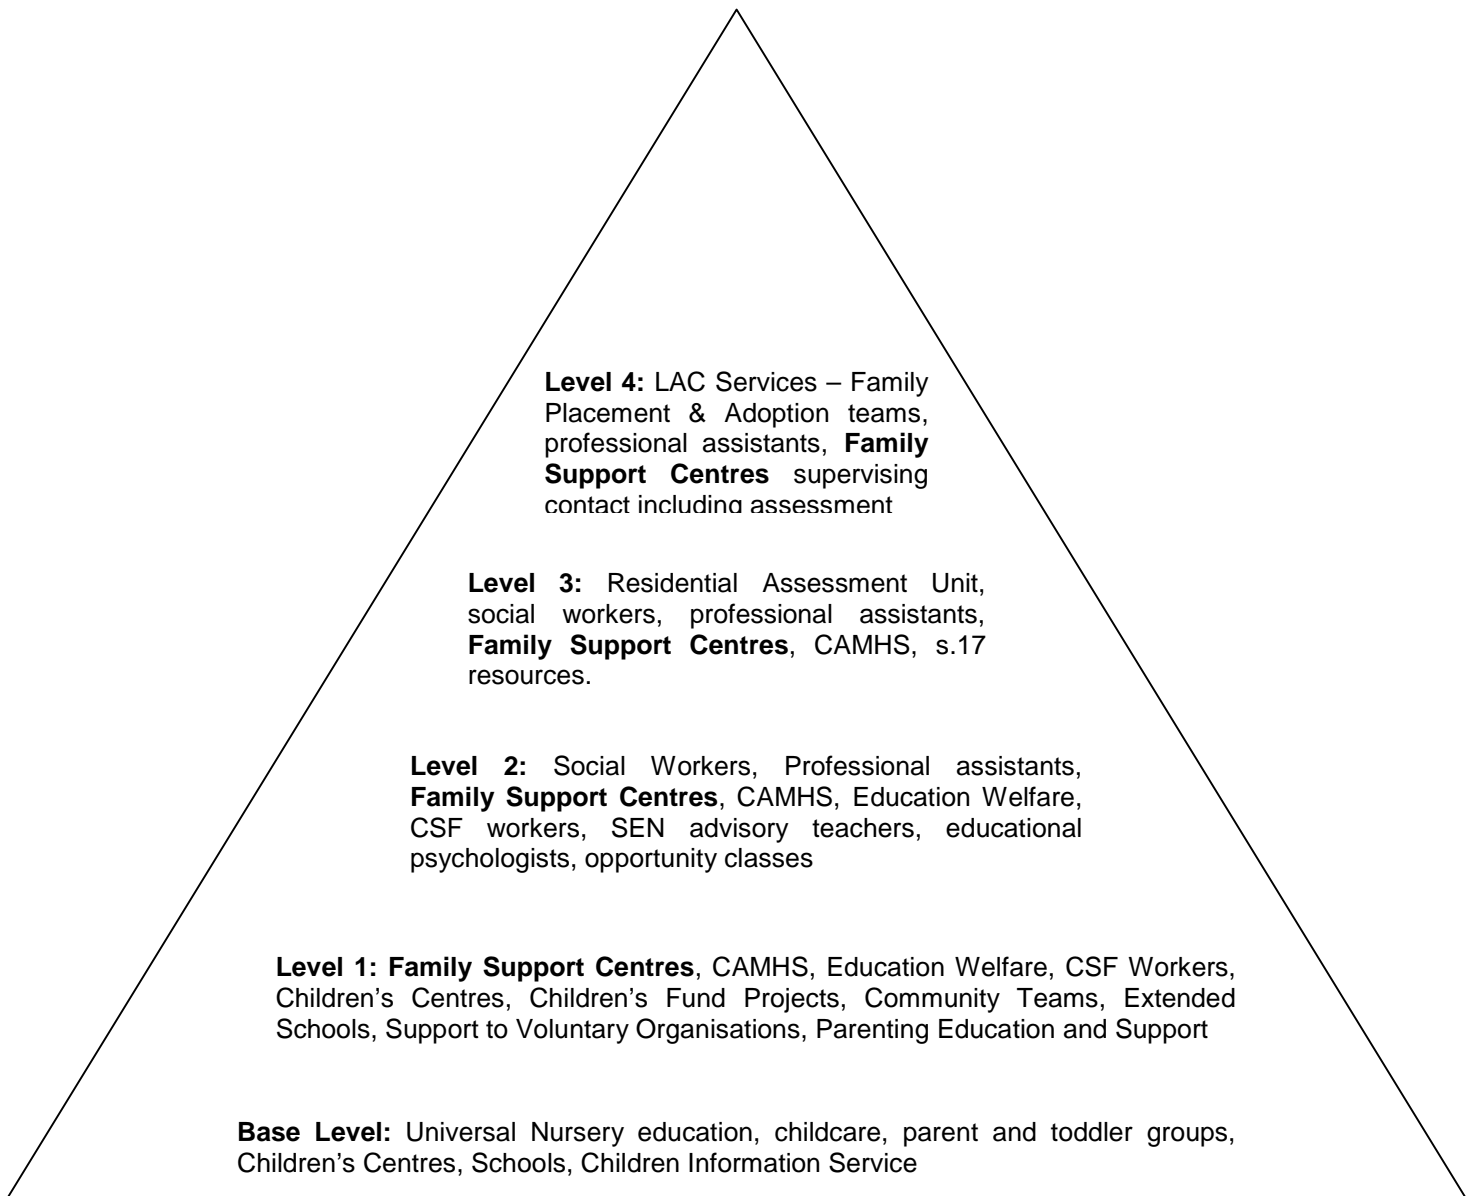 Level 4: LAC Services – Family
Placement & Adoption teams,
professional assistants, Family
Support Centres supervising
contact including assessment
Level 3: Residential Assessment Unit,
social workers, professional assistants,
Family Support Centres, CAMHS, s.17
resources.
Level 2: Social Workers, Professional assistants,
Family Support Centres, CAMHS, Education Welfare,
CSF workers, SEN advisory teachers, educational
psychologists, opportunity classes
Level 1: Family Support Centres, CAMHS, Education Welfare, CSF Workers,
Children’s Centres, Children’s Fund Projects, Community Teams, Extended
Schools, Support to Voluntary Organisations, Parenting Education and Support
Base Level: Universal Nursery education, childcare, parent and toddler groups,
Children’s Centres, Schools, Children Information Service